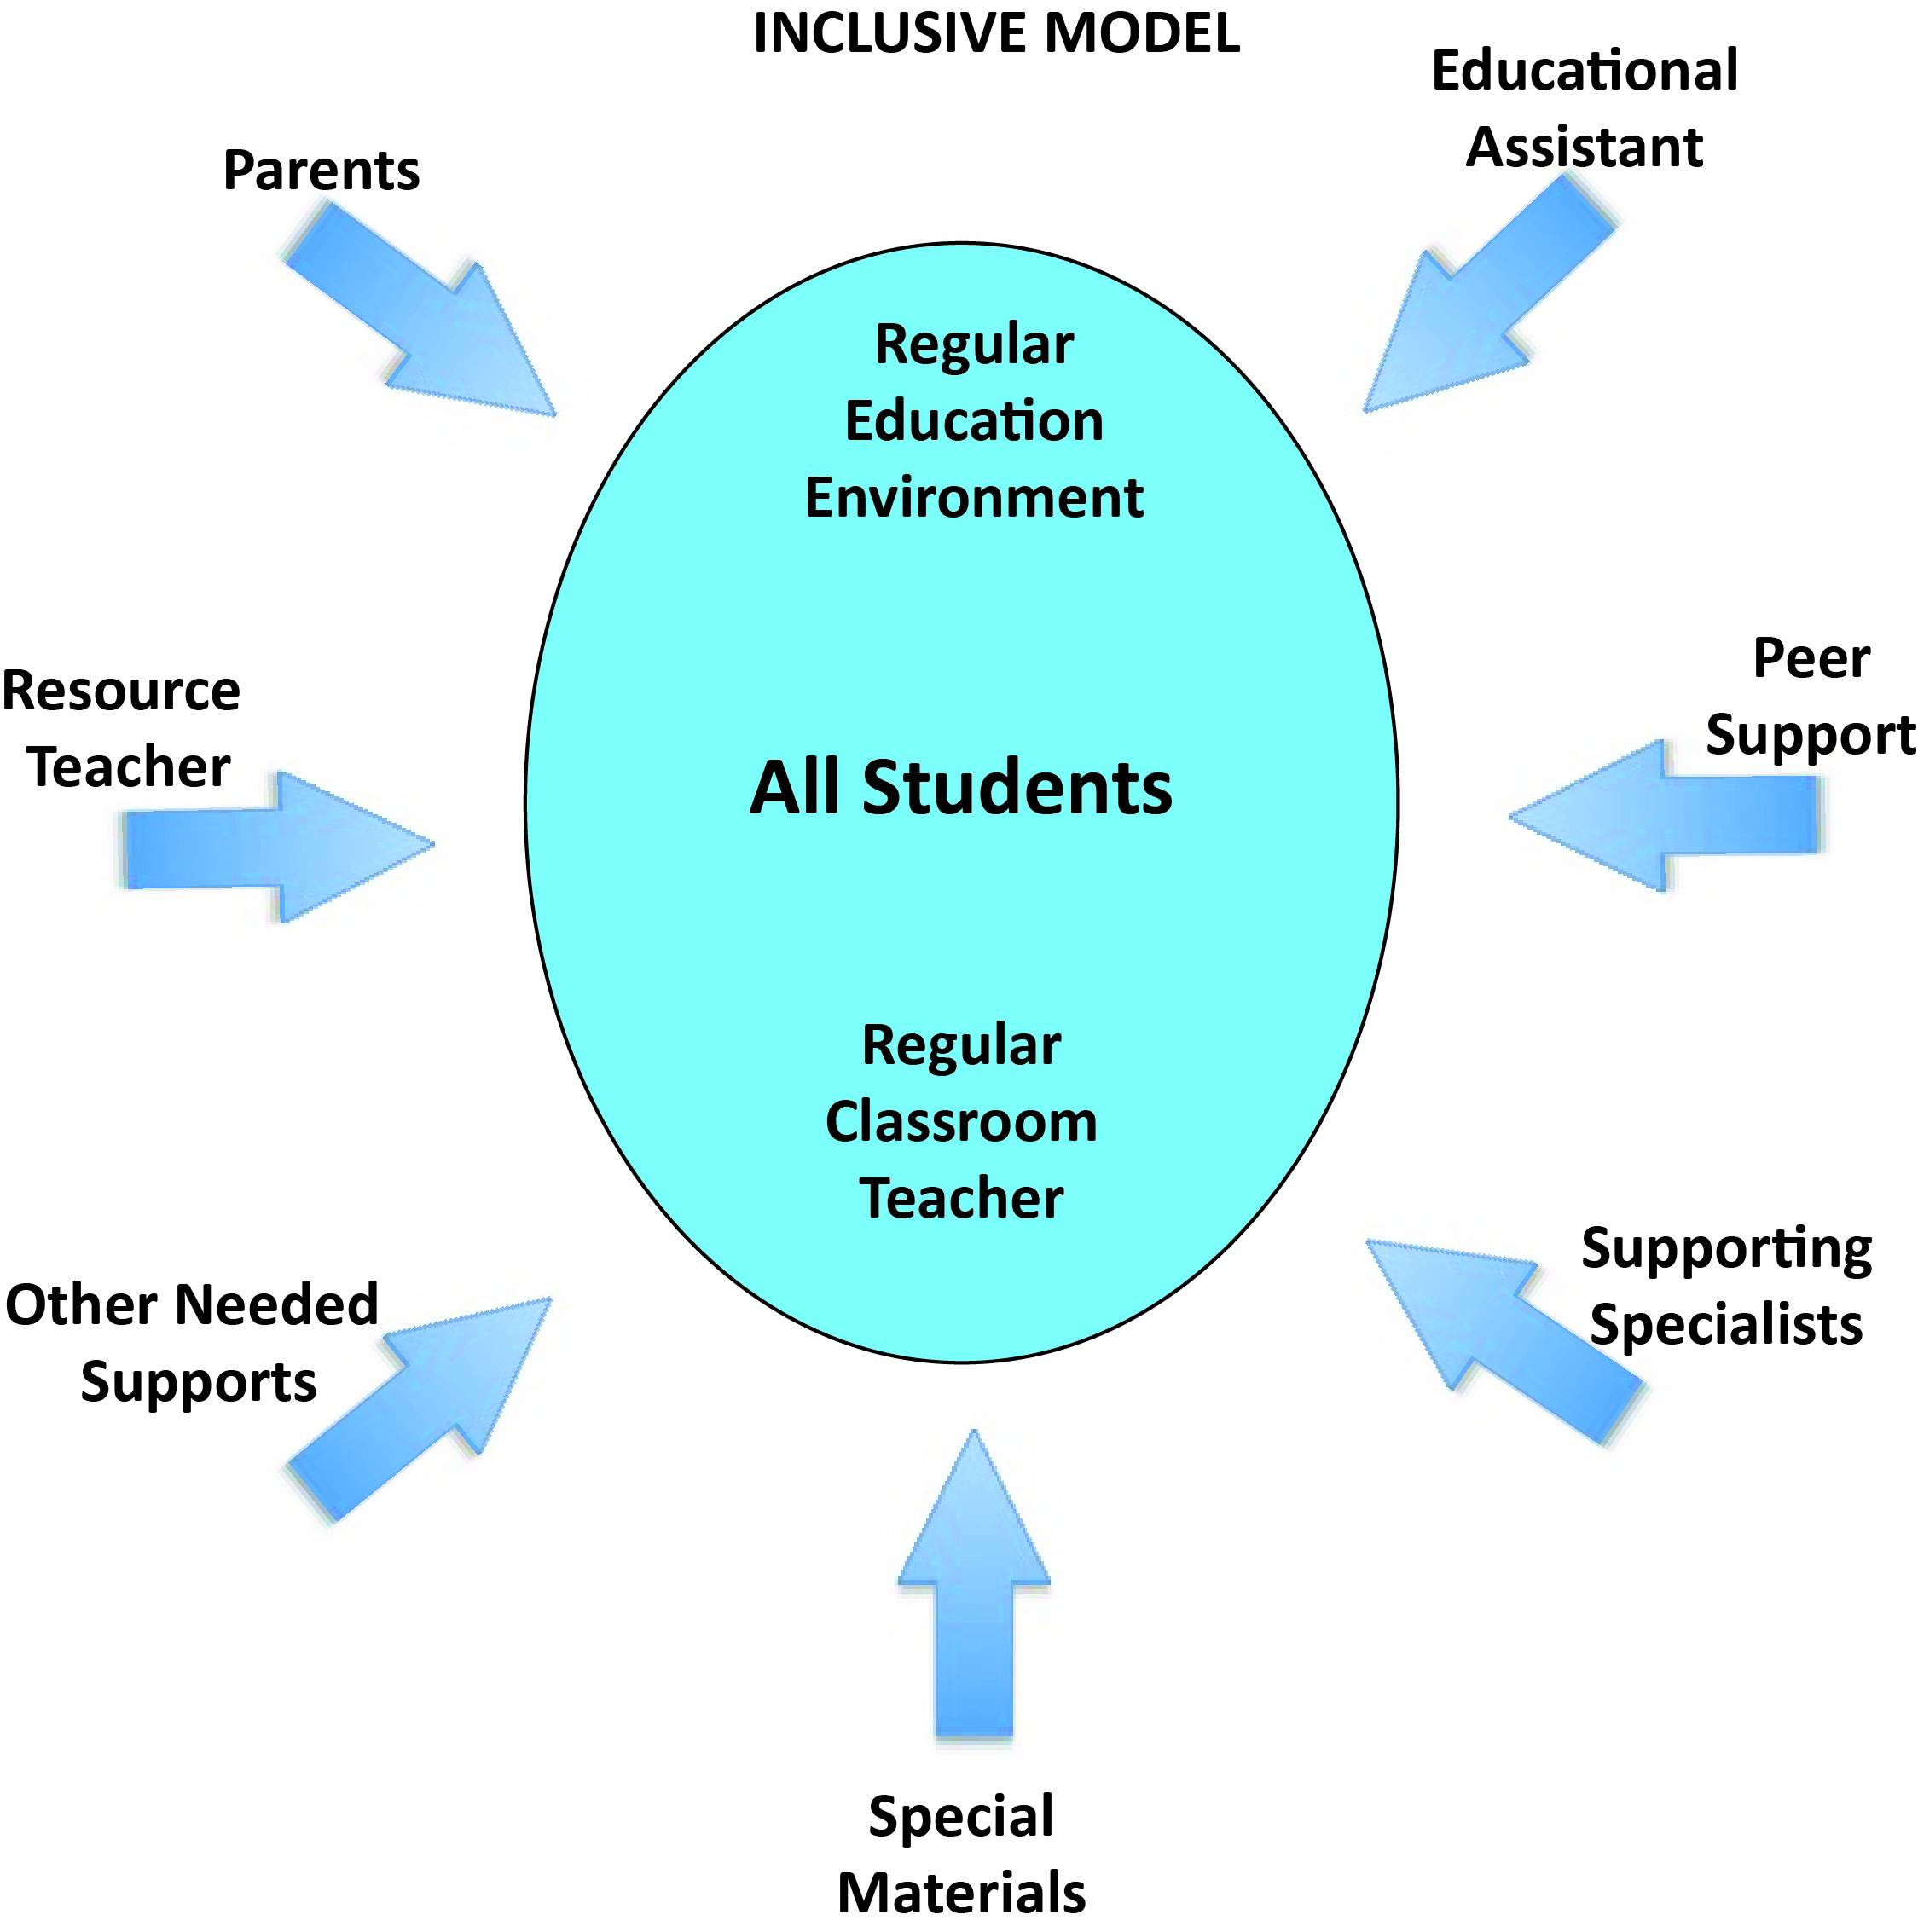 INCLUSIVE MODEL
Educational
Assistant
Parents
Regular
Education
Environment
Resource
Teacher
Peer
Support
All Students
Regular
Classroom
Teacher
Other Needed
Supports
Supporting
Specialists
Special
Materials